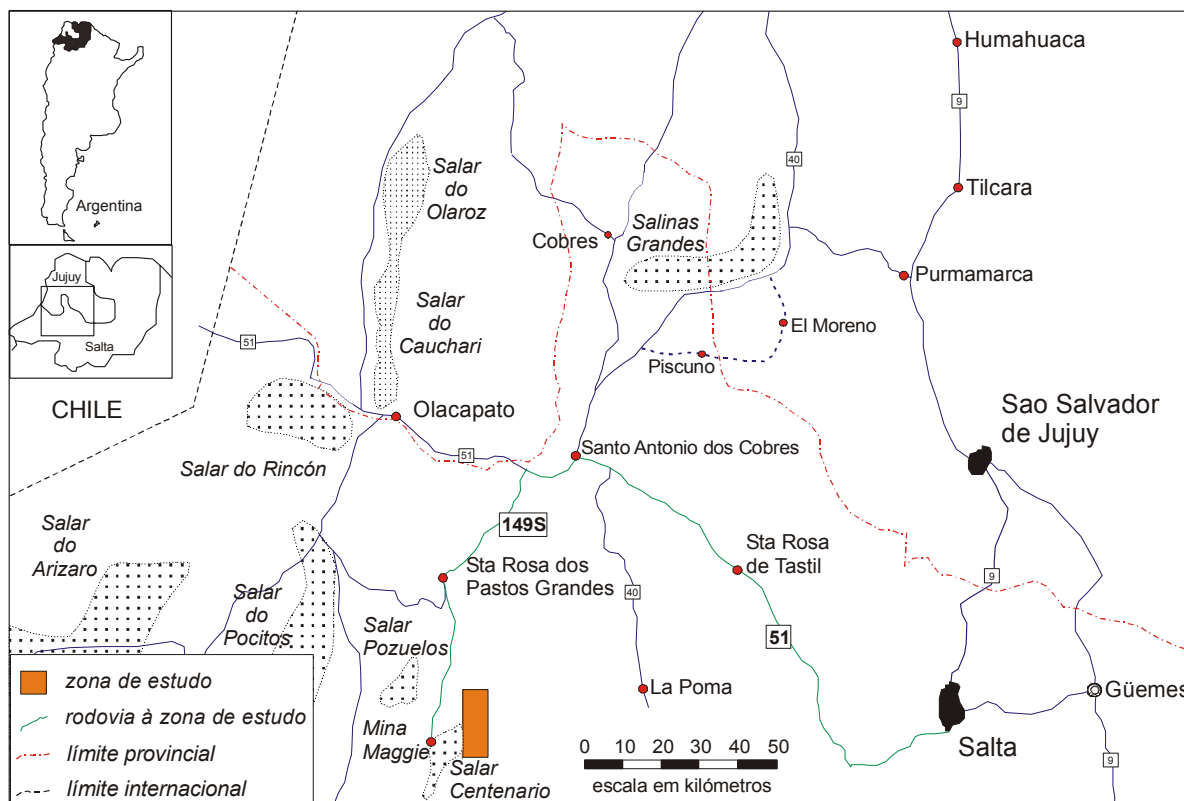 Humahuaca
9
Argentina
40
Salar
do
Olaroz
Tilcara
Cobres
Salinas
Grandes
Purmamarca
Jujuy
Salta
Salar
do
Cauchari
El Moreno
51
Piscuno
CHILE
Olacapato
Sao Salvador
de Jujuy
51
Santo Antonio dos Cobres
Salar do Rincón
149S
Salar
do
Arizaro
Sta Rosa
de Tastil
Sta Rosa dos
Pastos Grandes
40
9
Salar
do
Pocitos
Salar
Pozuelos
51
zona de estudo
rodovia à zona de estudo
límite provincial
límite internacional
La Poma
Güemes
Mina
Maggie
Salar
Centenario
0 10 20 30 40 50
escala em kilómetros
Salta
9